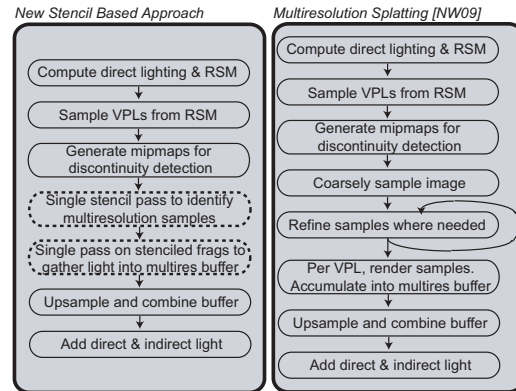 New Stencil Based Approach
Compute direct lighting & RSM
Sample VPLs from RSM
Generate mipmaps for
discontinuity detection
Single stencil pass to identify
multiresolution samples
Single pass on stenciled frags to
gather light into multires buffer
Upsample and combine buffer
Add direct & indirect light
Multiresolution Splatting [NW09]
Compute direct lighting & RSM
Sample VPLs from RSM
Generate mipmaps for
discontinuity detection
Coarsely sample image
Refine samples where needed
Per VPL, render samples.
Accumulate into multires buffer
Upsample and combine buffer
Add direct & indirect light